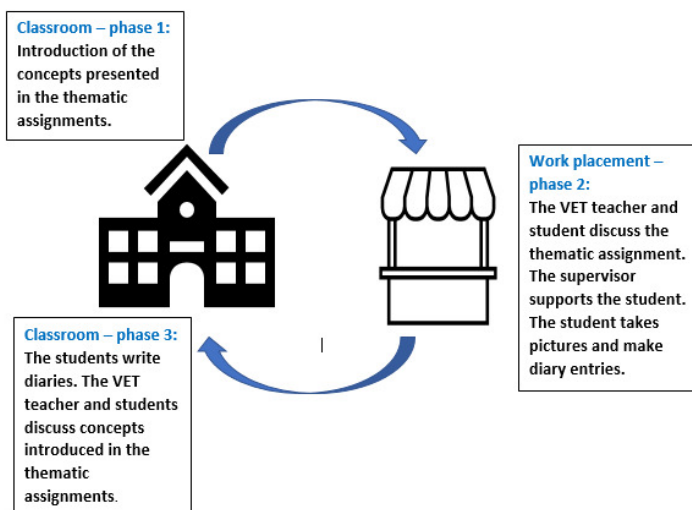 Classroom – phase 1:
Introduction of the
concepts presented
in the thematic
assignments.
Work placement –
phase 2:
The VET teacher and
student discuss the
thematic assignment.
The supervisor
supports the student.
The student takes
pictures and make
diary entries.
Classroom – phase 3:
The students write
diaries. The VET
teacher and students
discuss concepts
introduced in the
thematic
assignments.